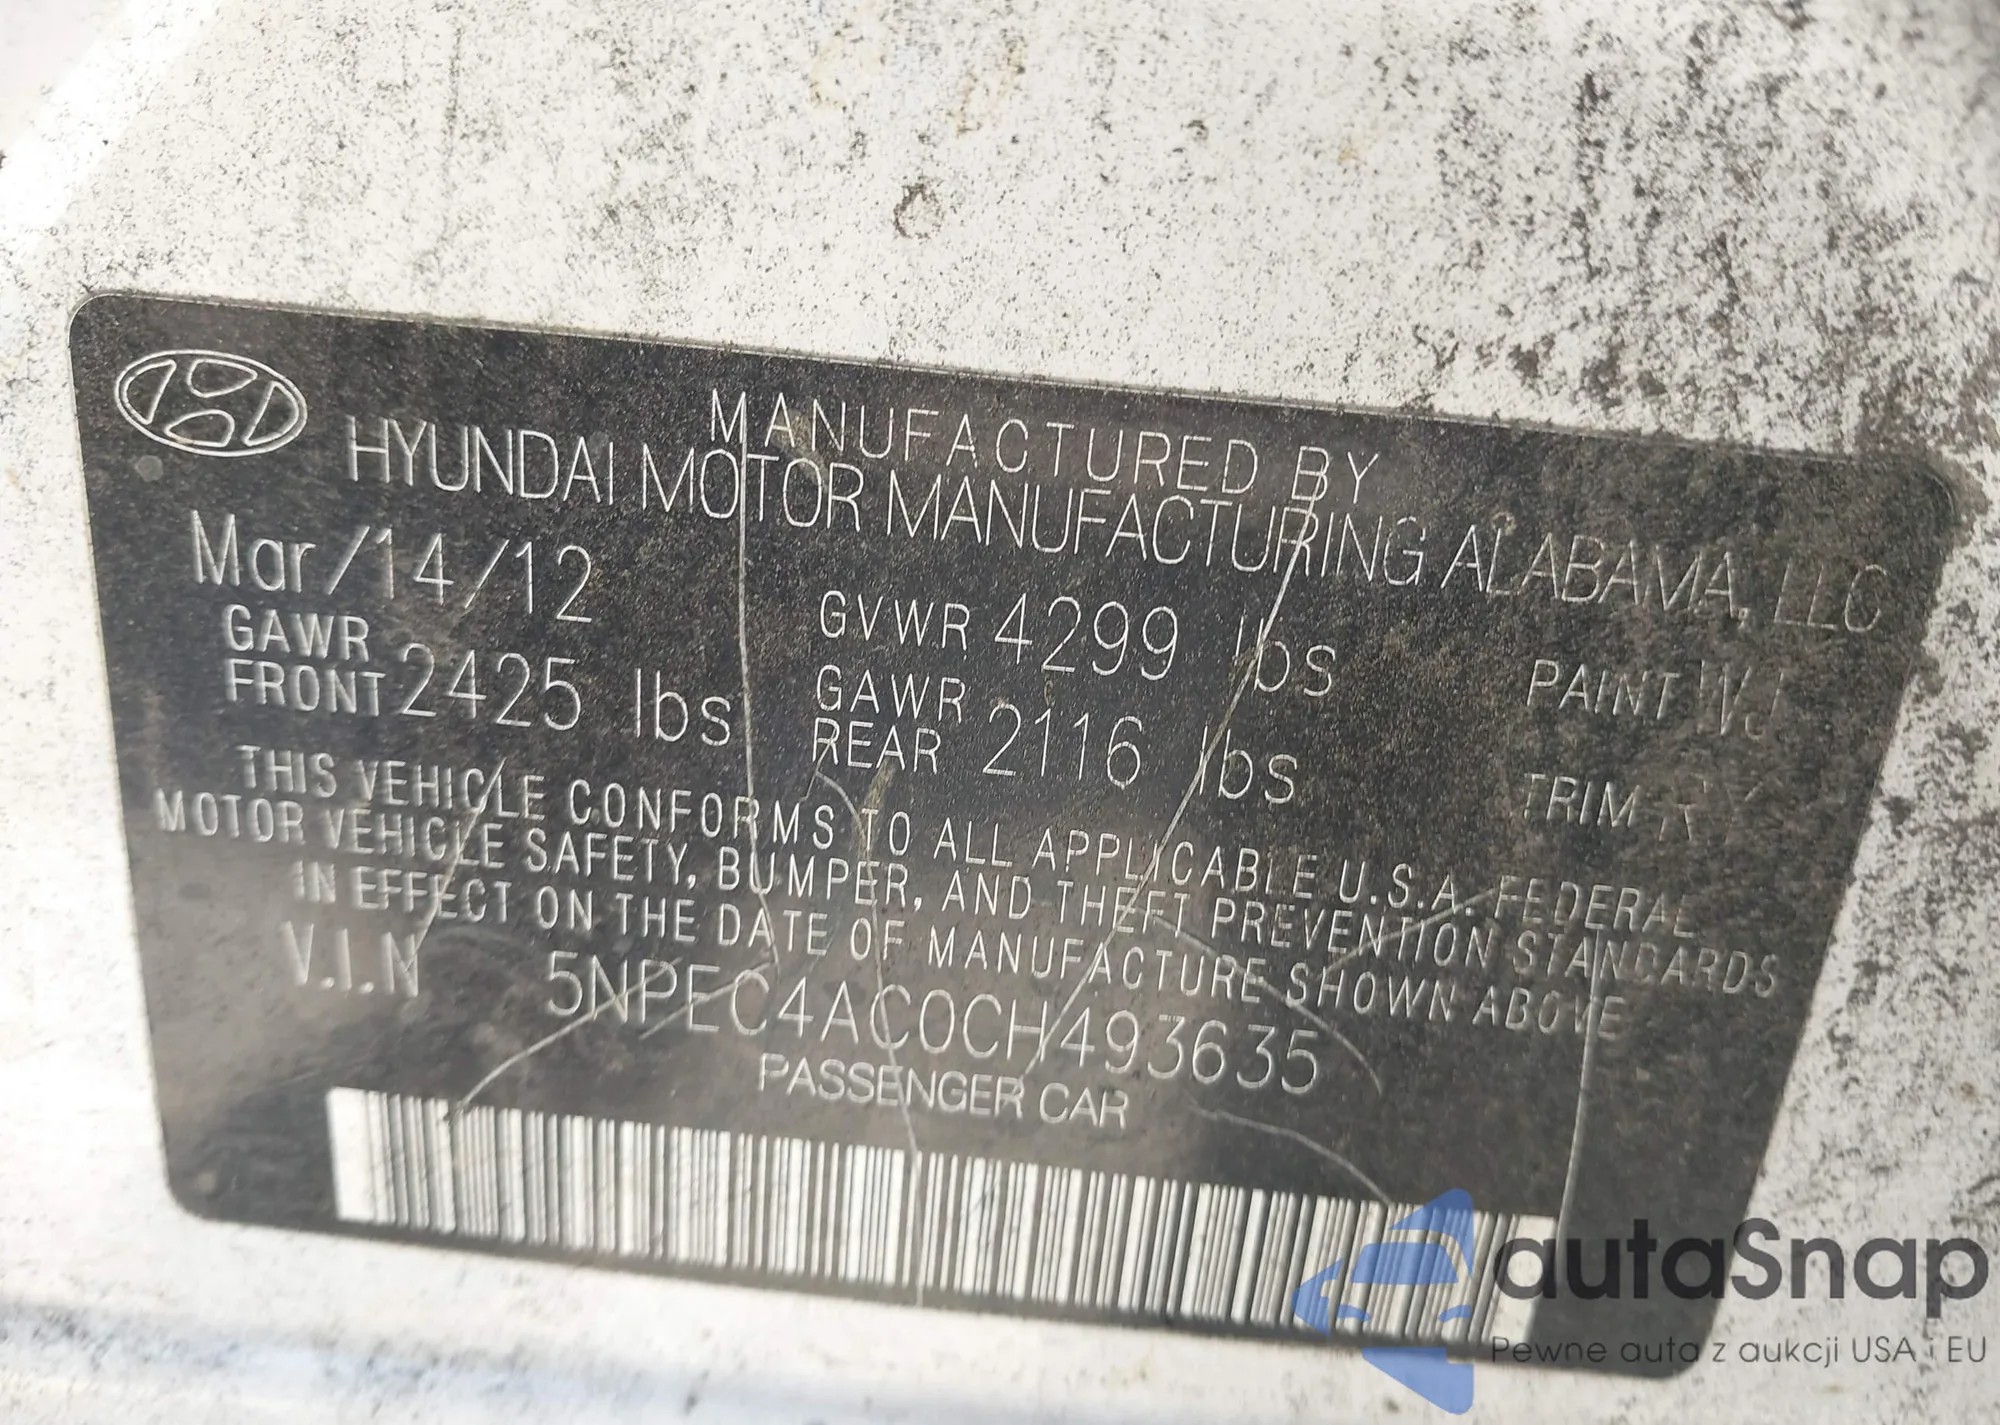 MANUFACTURED BY
HYUNDAI MOTOR MANUFACTURING ALABAMA, LLC
Mar/14/12
GVWR 4299 lbs
PAINT
GAWR FRONT 2425 lbs
GAWR REAR 2116 lbs
TRIM
THIS VEHICLE CONFORMS TO ALL APPLICABLE U.S.A. FEDERAL
MOTOR VEHICLE SAFETY, BUMPER, AND THEFT PREVENTION STANDARDS
IN EFFECT ON THE DATE OF MANUFACTURE SHOWN ABOVE
V.I.N 5NPEC4AC0CH493635
PASSENGER CAR
autaSnap
Pewne auta z aukcji USA i EU